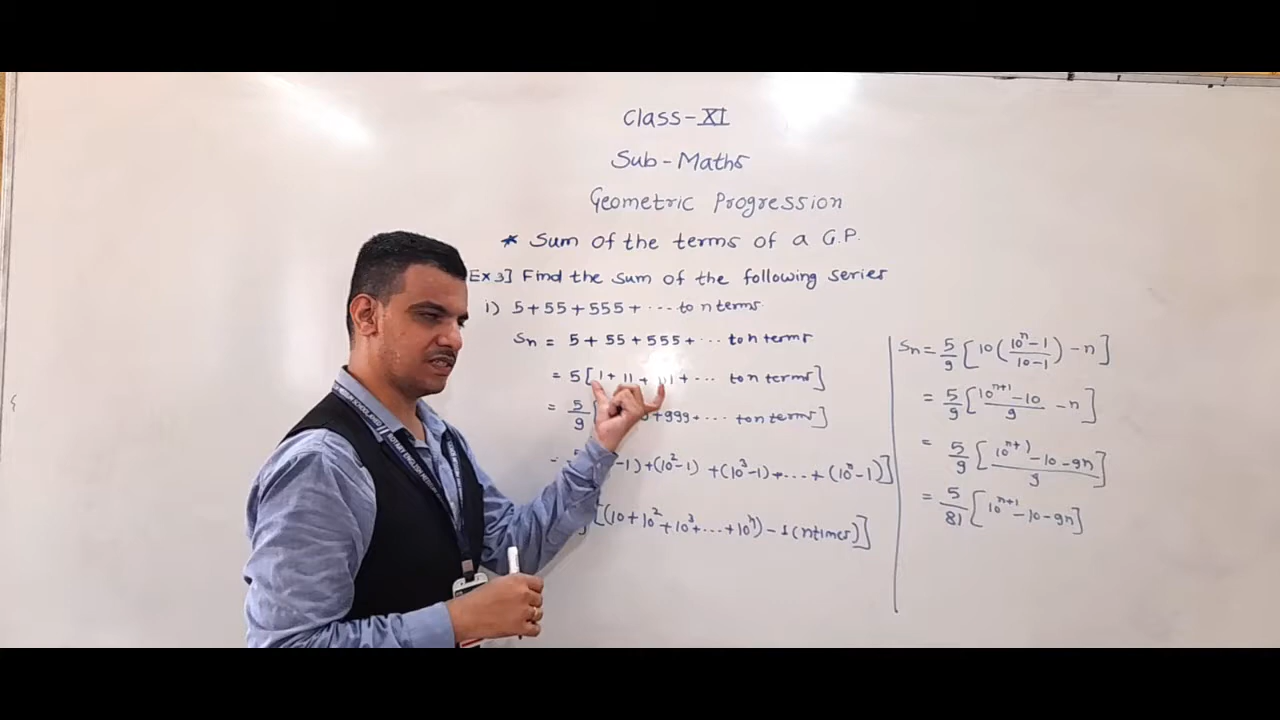 Class-XI
Sub-Maths
Geometric Progression
* Sum of the terms of a G.P.
Ex 3] Find the sum of the following series
i) 5+55+555+ ... to n terms
Sn = 5+55+555+ ... to n terms
= 5[1+11+111+ ... to n terms]
= 5/9 [ +999+ ... to n terms]
-1)+(10²-1)+(10³-1)+...+(10ⁿ-1)]
[(10+10²+10³+...+10ⁿ)-1(n times)]
Sn = 5/9 [10((10ⁿ-1)/(10-1))-n]
= 5/9 [(10ⁿ⁺¹-10)/9 -n]
= 5/9 [(10ⁿ⁺¹-10-9n)/9]
= 5/81 [10ⁿ⁺¹-10-9n]